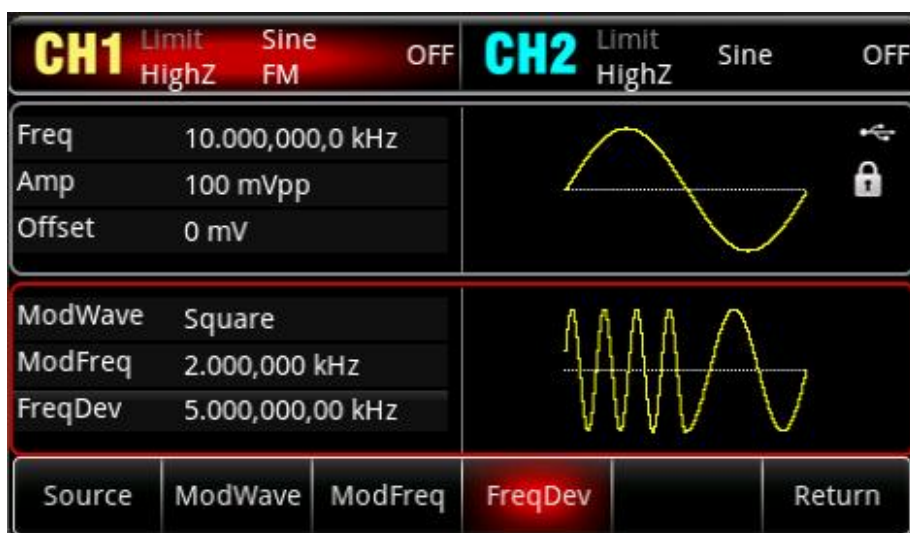 CH1 Limit Sine OFF CH2 Limit Sine OFF
HighZ FM HighZ
Freq 10.000,000,0 kHz
Amp 100 mVpp
Offset 0 mV
ModWave Square
ModFreq 2.000,000 kHz
FreqDev 5.000,000,00 kHz
Source ModWave ModFreq FreqDev Return